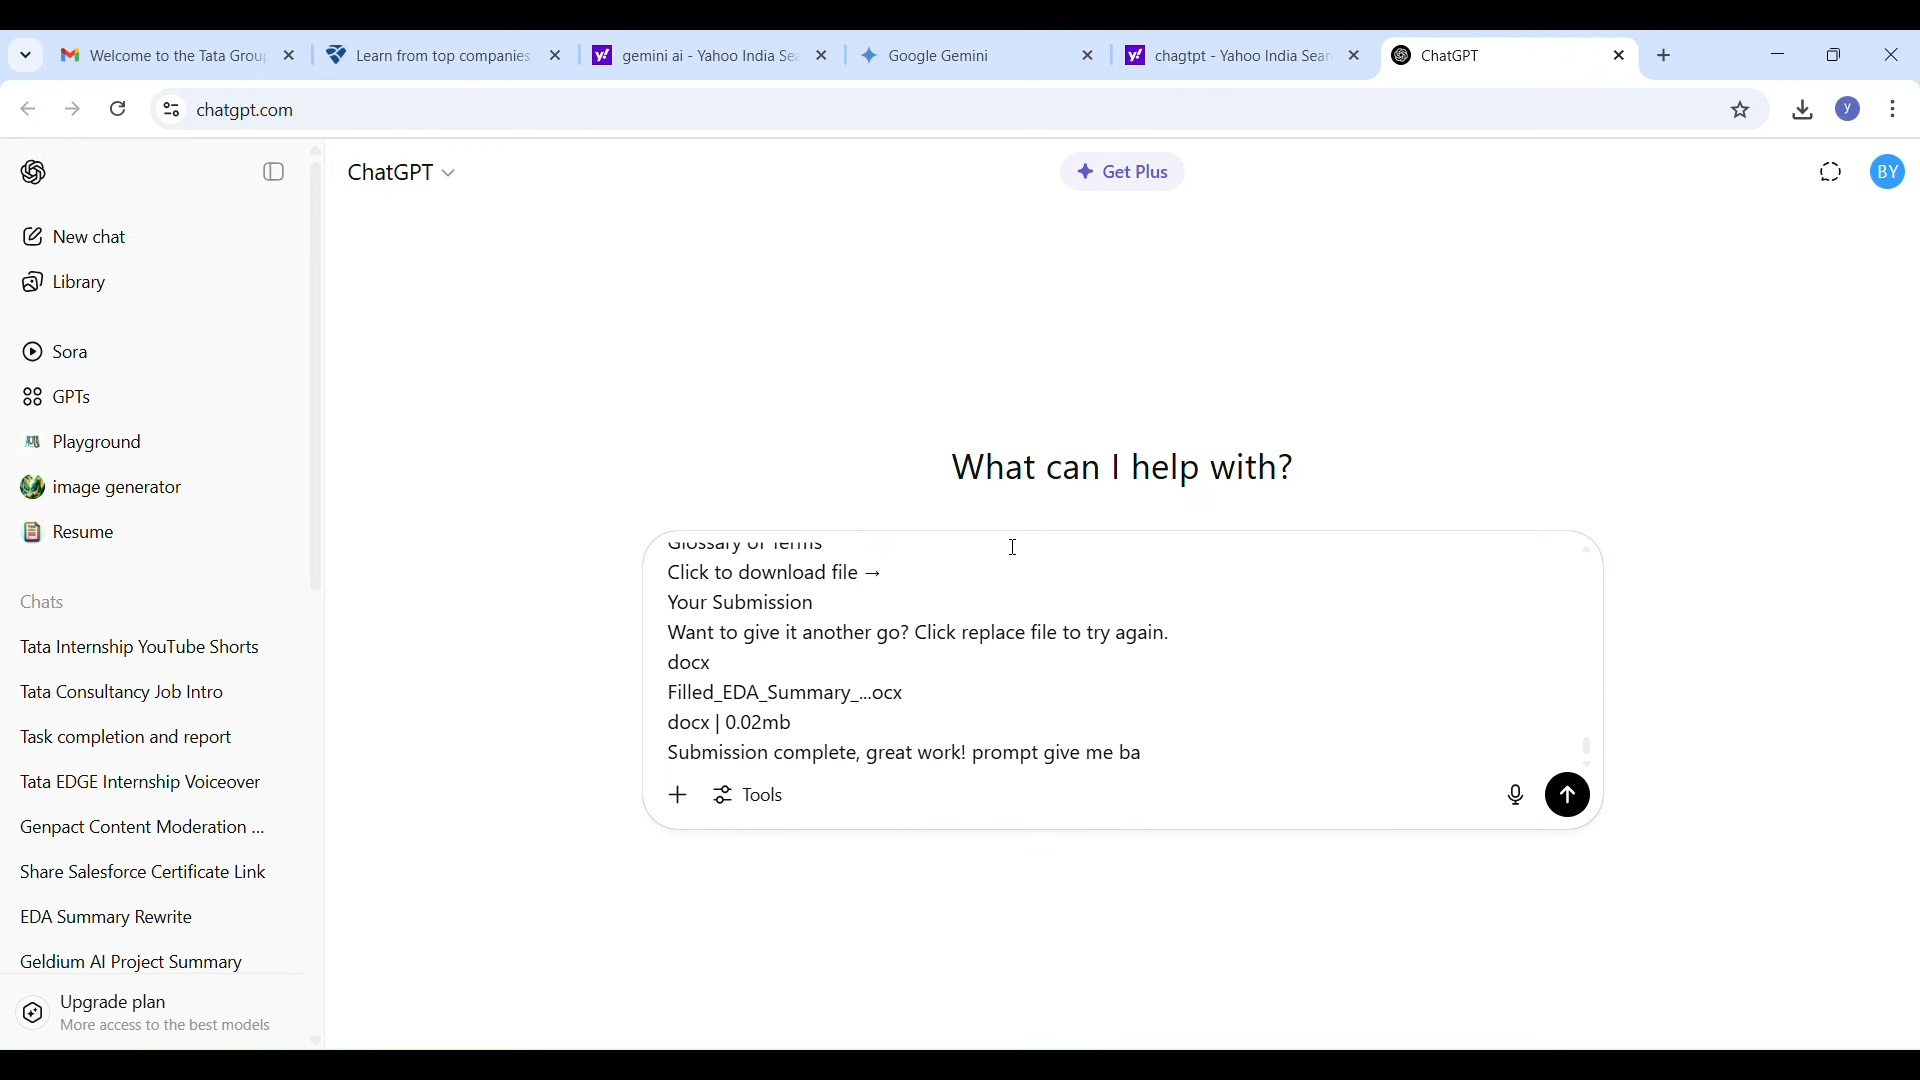 Welcome to the Tata Grou
Learn from top companies
gemini ai - Yahoo India Se
Google Gemini
chagtpt - Yahoo India Sear
ChatGPT
chatgpt.com
y
ChatGPT
Get Plus
BY
New chat
Library
Sora
GPTs
Playground
image generator
Resume
Chats
Tata Internship YouTube Shorts
Tata Consultancy Job Intro
Task completion and report
Tata EDGE Internship Voiceover
Genpact Content Moderation ...
Share Salesforce Certificate Link
EDA Summary Rewrite
Geldium AI Project Summary
Upgrade plan
More access to the best models
What can I help with?
Glossary of Terms
Click to download file →
Your Submission
Want to give it another go? Click replace file to try again.
docx
Filled_EDA_Summary_...ocx
docx | 0.02mb
Submission complete, great work! prompt give me ba
Tools